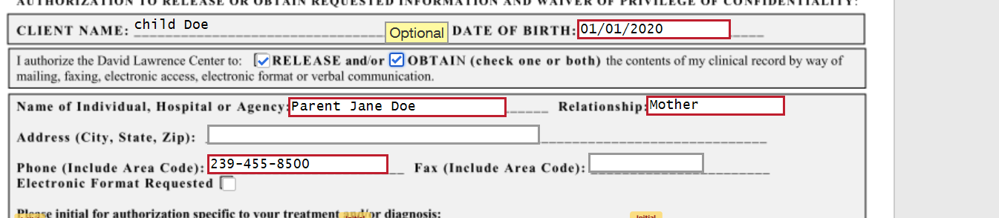 AUTHORIZATION TO RELEASE OR OBTAIN REQUESTED INFORMATION AND WAIVER OF PRIVILEGE OF CONFIDENTIALITY:
CLIENT NAME: child Doe Optional DATE OF BIRTH: 01/01/2020
I authorize the David Lawrence Center to: RELEASE and/or OBTAIN (check one or both) the contents of my clinical record by way of
mailing, faxing, electronic access, electronic format or verbal communication.
Name of Individual, Hospital or Agency: Parent Jane Doe Relationship: Mother
Address (City, State, Zip):
Phone (Include Area Code): 239-455-8500 Fax (Include Area Code):
Electronic Format Requested
Please initial for authorization specific to your treatment and/or diagnosis:
Initial